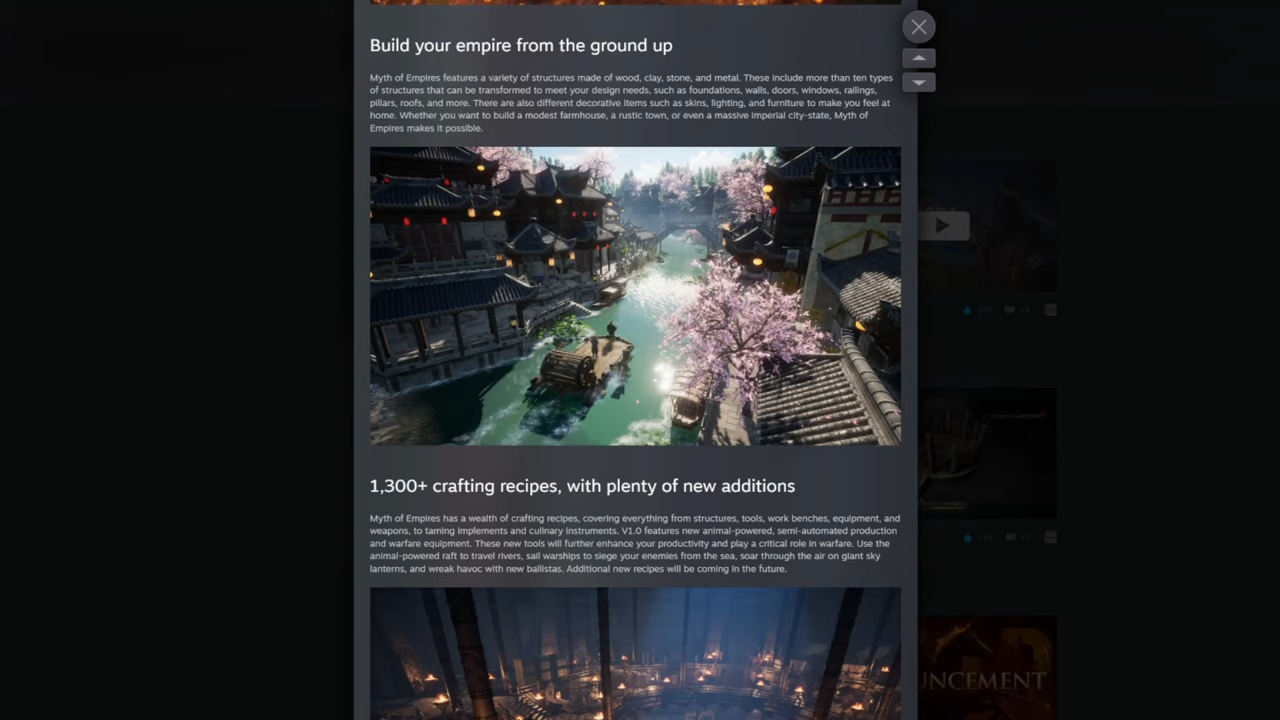 Build your empire from the ground up
Myth of Empires features a variety of structures made of wood, clay, stone, and metal. These include more than ten types
of structures that can be transformed to meet your design needs, such as foundations, walls, doors, windows, railings,
pillars, roofs, and more. There are also different decorative items such as skins, lighting, and furniture to make you feel at
home. Whether you want to build a modest farmhouse, a rustic town, or even a massive imperial city-state, Myth of
Empires makes it possible.
1,300+ crafting recipes, with plenty of new additions
Myth of Empires has a wealth of crafting recipes, covering everything from structures, tools, work benches, equipment, and
weapons, to taming implements and culinary instruments. V1.0 features new animal-powered, semi-automated production
and warfare equipment. These new tools will further enhance your productivity and play a critical role in warfare. Use the
animal-powered raft to travel rivers, sail warships to siege your enemies from the sea, soar through the air on giant sky
lanterns, and wreak havoc with new ballistas. Additional new recipes will be coming in the future.
UNCEMENT